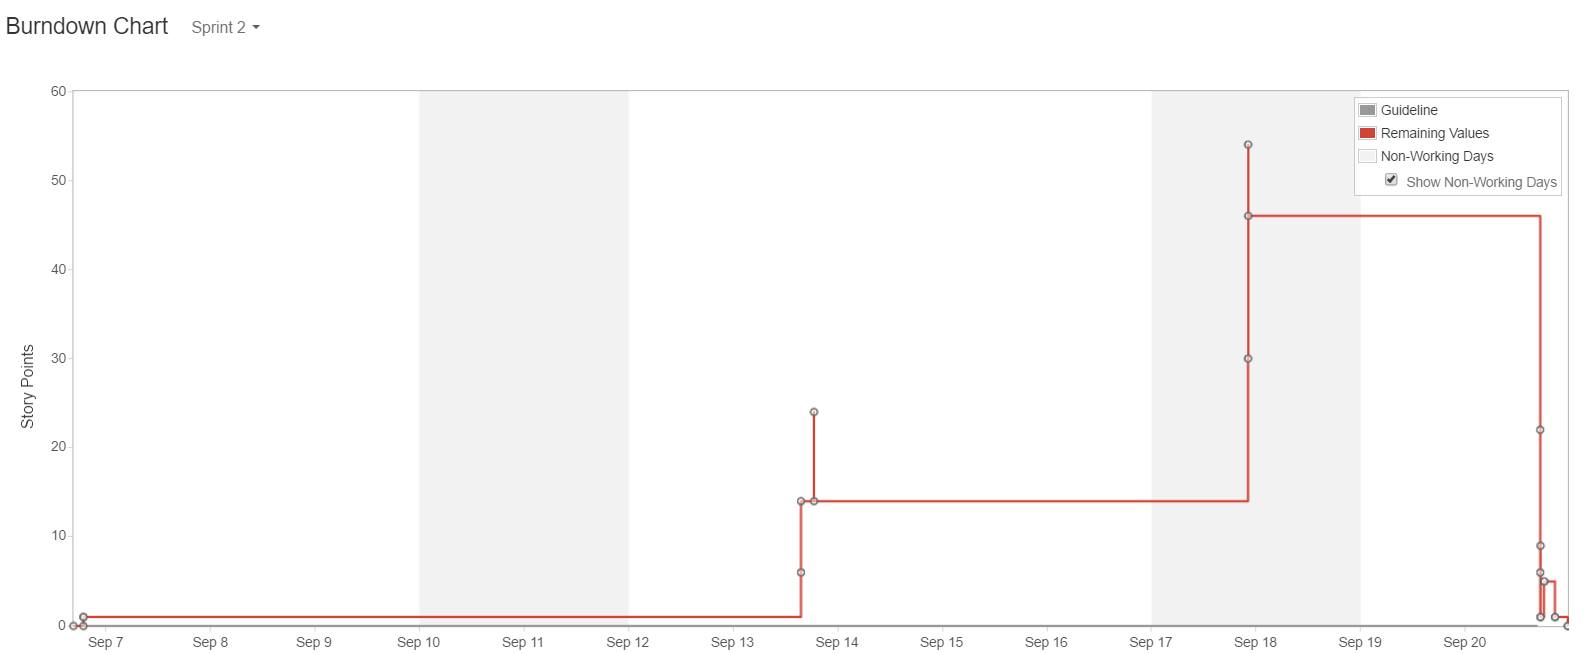 Burndown Chart Sprint 2
60
50
40
30
20
10
0
Story Points
Guideline
Remaining Values
Non-Working Days
Show Non-Working Days
Sep 7 Sep 8 Sep 9 Sep 10 Sep 11 Sep 12 Sep 13 Sep 14 Sep 15 Sep 16 Sep 17 Sep 18 Sep 19 Sep 20